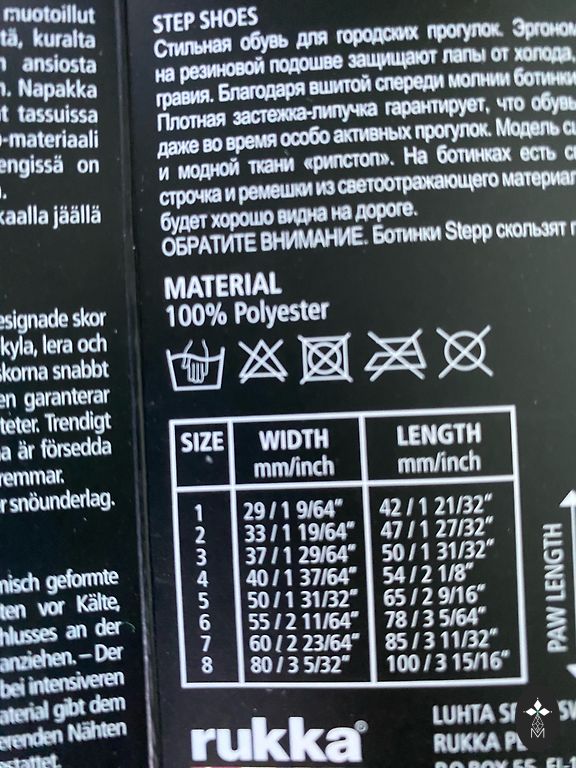 muotoillut
tä, kuralta
ansiosta
Napakka
tassuissa
-materiaali
engissä on
kaalla jäällä
esignade skor
kyla, lera och
skorna snabbt
en garanterar
teter. Trendigt
a är försedda
remmar.
r snöunderlag.
misch geformte
ten vor Kälte,
hlusses an der
anziehen. – Der
bei intensiveren
aterial gibt dem
erenden Nähten
stattet.
STEP SHOES
Стильная обувь для городских прогулок. Эргоном
на резиновой подошве защищают лапы от холода,
гравия. Благодаря вшитой спереди молнии ботинки
Плотная застежка-липучка гарантирует, что обувь
даже во время особо активных прогулок. Модель с
и модной ткани «рипстоп». На ботинках есть с
строчка и ремешки из светоотражающего материал
будет хорошо видна на дороге.
ОБРАТИТЕ ВНИМАНИЕ. Ботинки Stepp скользят
MATERIAL
100% Polyester
SIZE WIDTH mm/inch LENGTH mm/inch
1 29 / 1 9/64” 42 / 1 21/32”
2 33 / 1 19/64” 47 / 1 27/32”
3 37 / 1 29/64” 50 / 1 31/32”
4 40 / 1 37/64” 54 / 2 1/8”
5 50 / 1 31/32” 65 / 2 9/16”
6 55 / 2 11/64” 78 / 3 5/64”
7 60 / 2 23/64” 85 / 3 11/32”
8 80 / 3 5/32” 100 / 3 15/16”
PAW LENGTH
rukka®
LUHTA
RUKKA